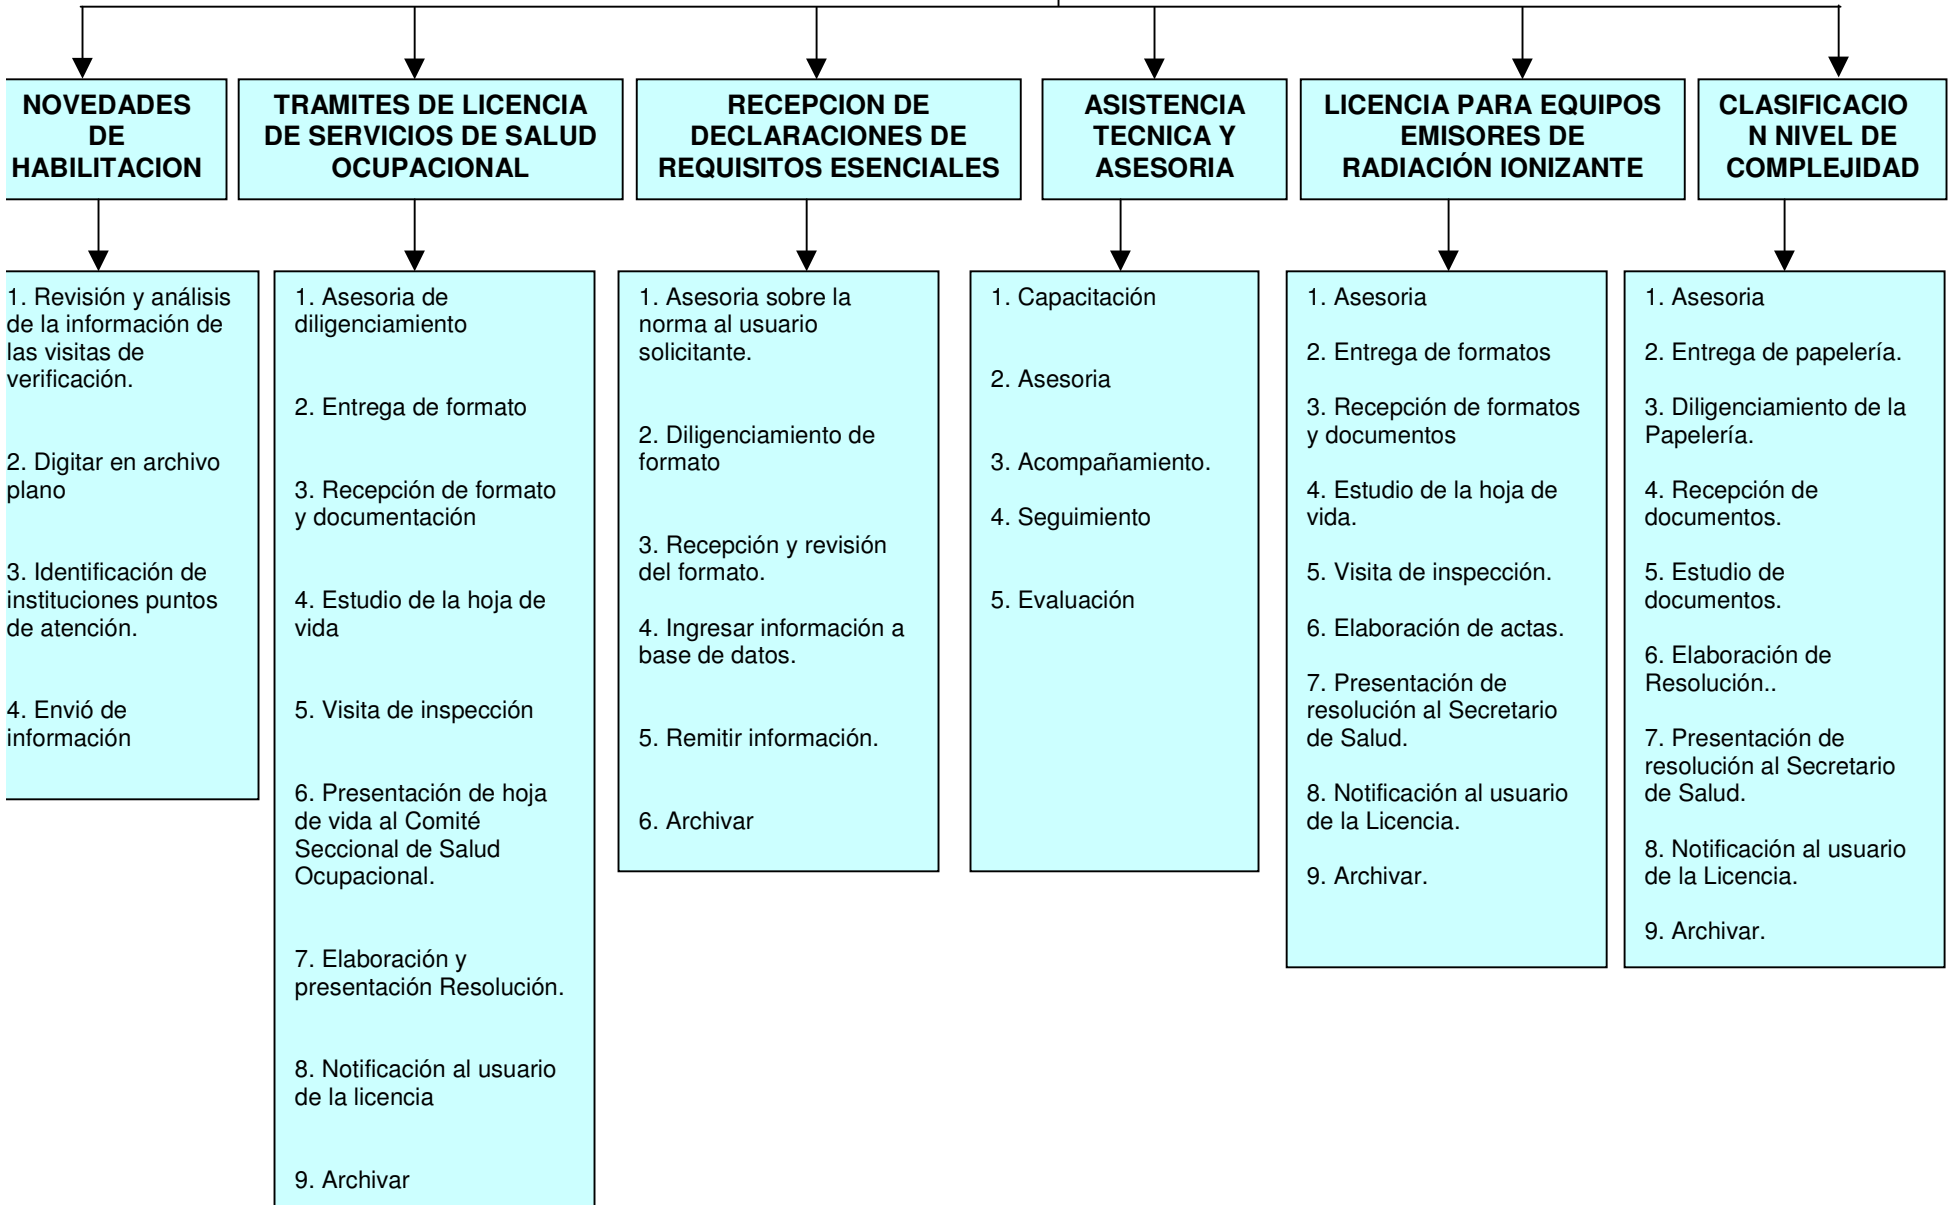 NOVEDADES
DE
HABILITACION
TRAMITES DE LICENCIA
DE SERVICIOS DE SALUD
OCUPACIONAL
RECEPCION DE
DECLARACIONES DE
REQUISITOS ESENCIALES
ASISTENCIA
TECNICA Y
ASESORIA
LICENCIA PARA EQUIPOS
EMISORES DE
RADIACIÓN IONIZANTE
CLASIFICACIO
N NIVEL DE
COMPLEJIDAD
1. Revisión y análisis
de la información de
las visitas de
verificación.
2. Digitar en archivo
plano
3. Identificación de
instituciones puntos
de atención.
4. Envió de
información
1. Asesoria de
diligenciamiento
2. Entrega de formato
3. Recepción de formato
y documentación
4. Estudio de la hoja de
vida
5. Visita de inspección
6. Presentación de hoja
de vida al Comité
Seccional de Salud
Ocupacional.
7. Elaboración y
presentación Resolución.
8. Notificación al usuario
de la licencia
9. Archivar
1. Asesoria sobre la
norma al usuario
solicitante.
2. Diligenciamiento de
formato
3. Recepción y revisión
del formato.
4. Ingresar información a
base de datos.
5. Remitir información.
6. Archivar
1. Capacitación
2. Asesoria
3. Acompañamiento.
4. Seguimiento
5. Evaluación
1. Asesoria
2. Entrega de formatos
3. Recepción de formatos
y documentos
4. Estudio de la hoja de
vida.
5. Visita de inspección.
6. Elaboración de actas.
7. Presentación de
resolución al Secretario
de Salud.
8. Notificación al usuario
de la Licencia.
9. Archivar.
1. Asesoria
2. Entrega de papelería.
3. Diligenciamiento de la
Papelería.
4. Recepción de
documentos.
5. Estudio de
documentos.
6. Elaboración de
Resolución..
7. Presentación de
resolución al Secretario
de Salud.
8. Notificación al usuario
de la Licencia.
9. Archivar.